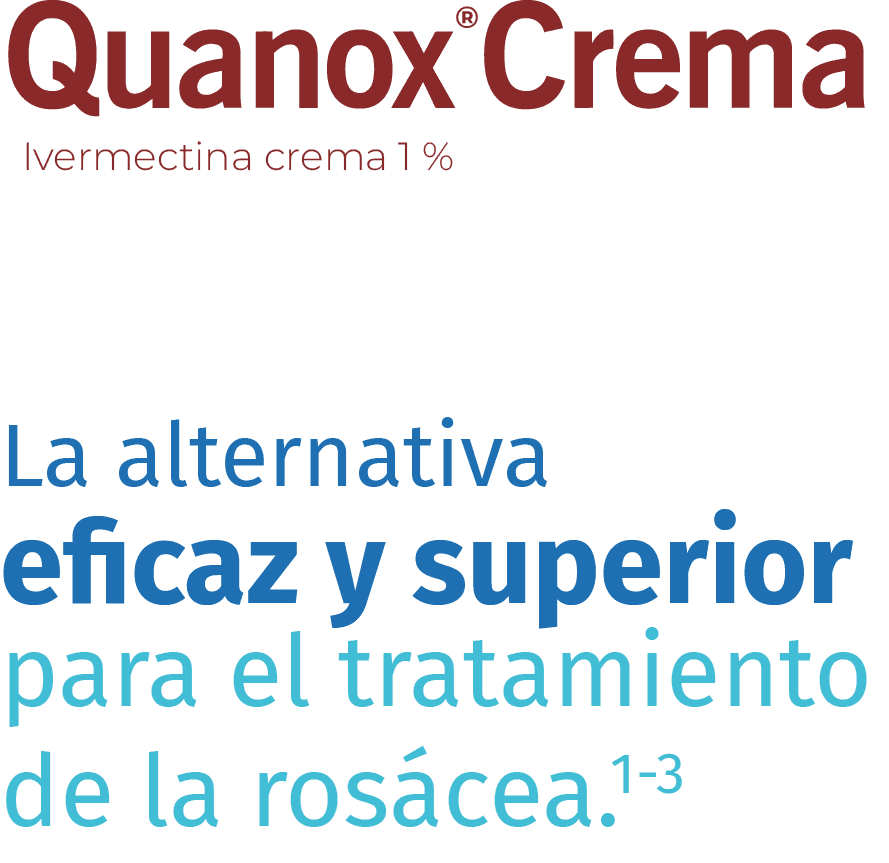 Quanox® Crema
Ivermectina crema 1 %
La alternativa
eficaz y superior
para el tratamiento
de la rosácea.1-3